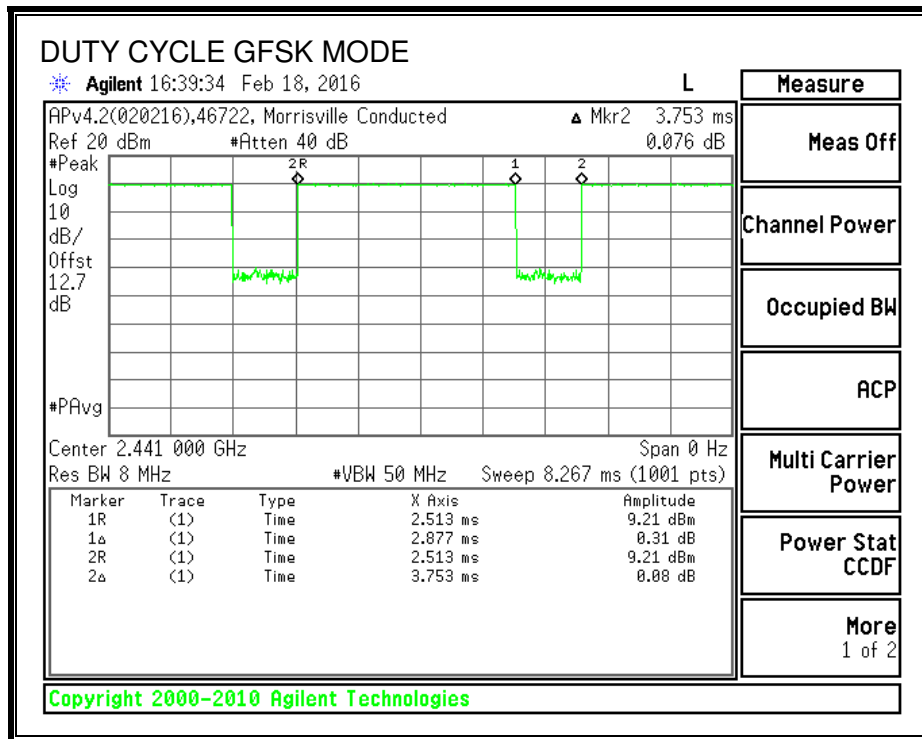 DUTY CYCLE GFSK MODE
Agilent 16:39:34 Feb 18, 2016 L
APv4.2(020216),46722, Morrisville Conducted Δ Mkr2 3.753 ms
Ref 20 dBm #Atten 40 dB 0.076 dB
#Peak
Log
10
dB/
Offst
12.7
dB
#PAvg
2R 1 2
Center 2.441 000 GHz Span 0 Hz
Res BW 8 MHz #VBW 50 MHz Sweep 8.267 ms (1001 pts)
Marker Trace Type X Axis Amplitude
1R (1) Time 2.513 ms 9.21 dBm
1Δ (1) Time 2.877 ms 0.31 dB
2R (1) Time 2.513 ms 9.21 dBm
2Δ (1) Time 3.753 ms 0.08 dB
Measure
Meas Off
Channel Power
Occupied BW
ACP
Multi Carrier
Power
Power Stat
CCDF
More
1 of 2
Copyright 2000-2010 Agilent Technologies